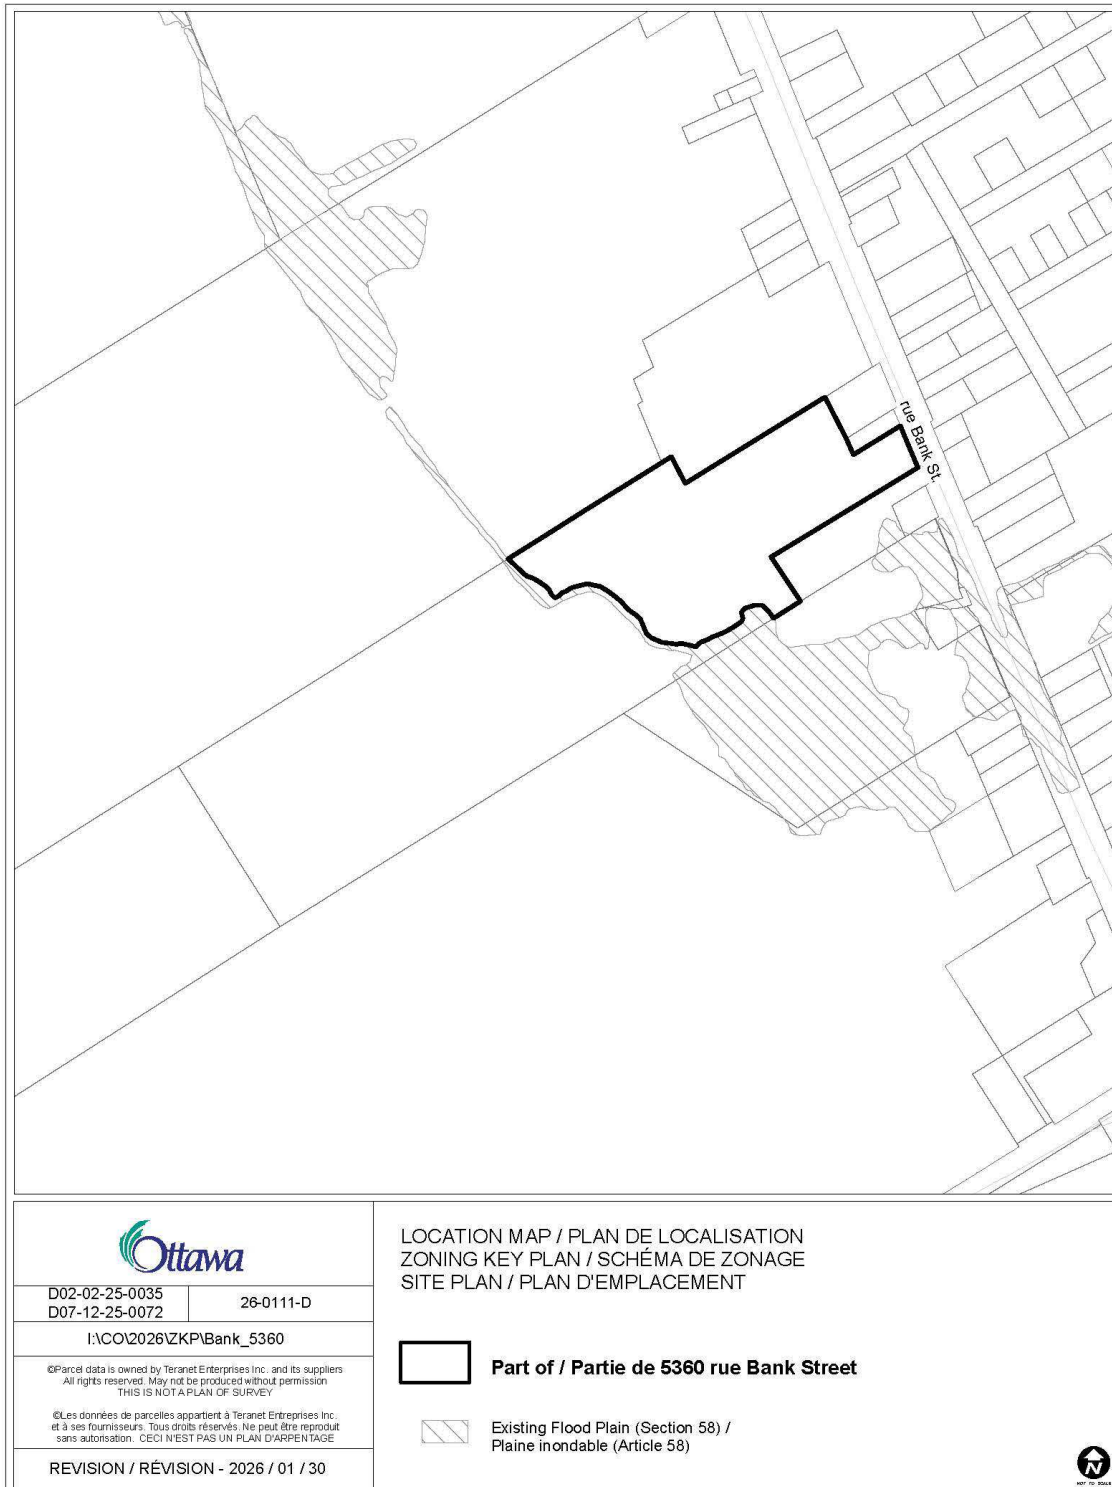 rue Bank St.
Ottawa
D02-02-25-0035
D07-12-25-0072
26-0111-D
I:\CO\2026\ZKP\Bank_5360
©Parcel data is owned by Teranet Enterprises Inc. and its suppliers
All rights reserved. May not be produced without permission
THIS IS NOT A PLAN OF SURVEY
©Les données de parcelles appartient à Teranet Entreprises Inc.
et à ses fournisseurs. Tous droits réservés. Ne peut être reproduit
sans autorisation. CECI N'EST PAS UN PLAN D'ARPENTAGE
REVISION / RÉVISION - 2026 / 01 / 30
LOCATION MAP / PLAN DE LOCALISATION
ZONING KEY PLAN / SCHÉMA DE ZONAGE
SITE PLAN / PLAN D'EMPLACEMENT
Part of / Partie de 5360 rue Bank Street
Existing Flood Plain (Section 58) /
Plaine inondable (Article 58)
N
NOT TO SCALE